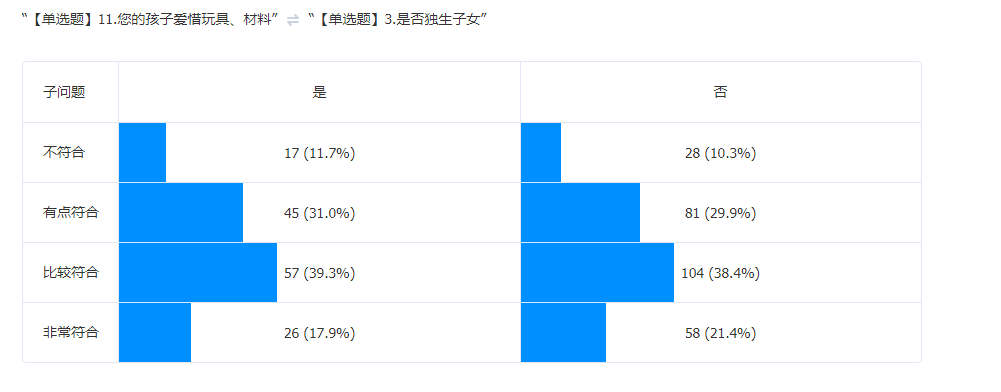 “【单选题】11.您的孩子爱惜玩具、材料” ⇌ “【单选题】3.是否独生子女”
子问题 是 否
不符合 17 (11.7%) 28 (10.3%)
有点符合 45 (31.0%) 81 (29.9%)
比较符合 57 (39.3%) 104 (38.4%)
非常符合 26 (17.9%) 58 (21.4%)